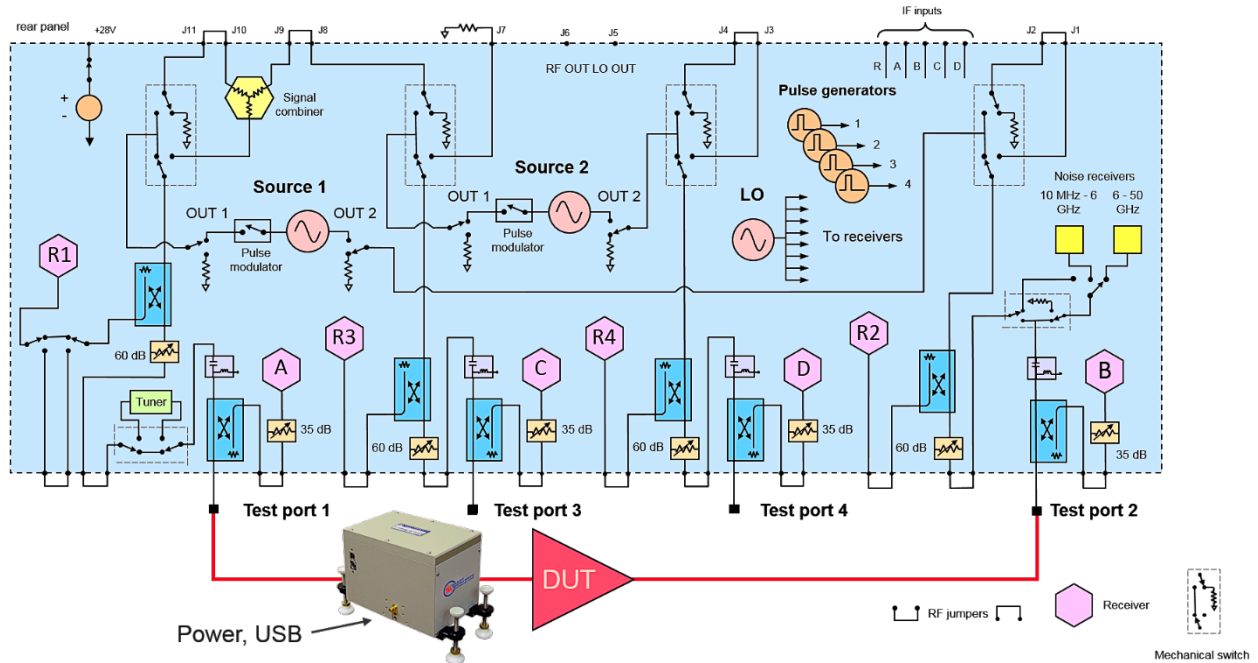 rear panel
+28V
J11
J10
J9
J8
J7
J6
J5
J4
J3
IF inputs
J2
J1
R
A
B
C
D
RF OUT LO OUT
+
-
Signal
combiner
Pulse generators
1
2
3
4
Source 1
OUT 1
OUT 2
Pulse
modulator
Source 2
OUT 1
OUT 2
Pulse
modulator
LO
To receivers
Noise receivers
10 MHz - 6
GHz
6 - 50
GHz
R1
60 dB
Tuner
A
35 dB
R3
60 dB
C
35 dB
R4
60 dB
D
35 dB
R2
60 dB
B
35 dB
Test port 1
Test port 3
Test port 4
Test port 2
DUT
Power, USB
RF jumpers
Receiver
Mechanical switch